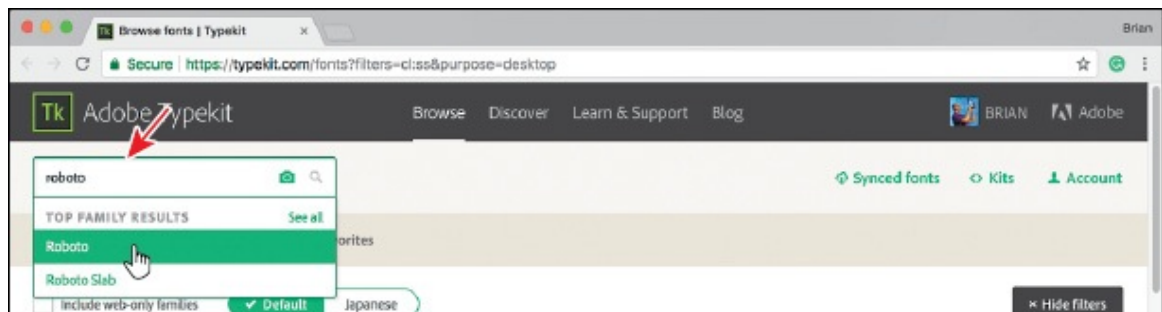 Tk Browse fonts | Typekit × Brian
Secure https://typekit.com/fonts?filters=cl:ss&purpose=desktop
Tk Adobe Typekit Browse Discover Learn & Support Blog BRIAN Adobe
roboto Synced fonts Kits Account
TOP FAMILY RESULTS See all
Roboto orites
Roboto Slab
Include web-only families ✔ Default Japanese × Hide filters